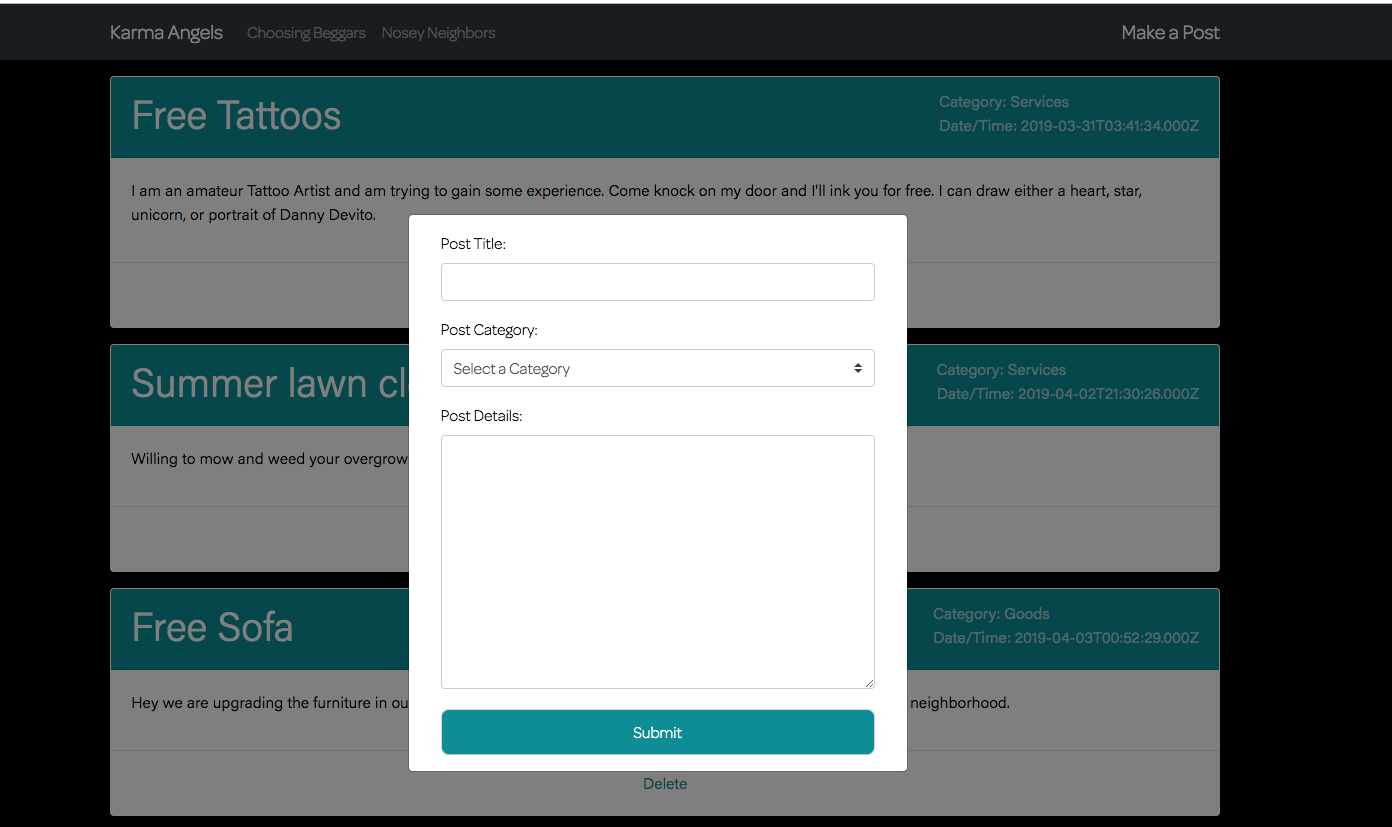 Karma Angels Choosing Beggars Nosey Neighbors Make a Post
Free Tattoos
Category: Services
Date/Time: 2019-03-31T03:41:34.000Z
I am an amateur Tattoo Artist and am trying to gain some experience. Come knock on my door and I'll ink you for free. I can draw either a heart, star,
unicorn, or portrait of Danny Devito.
Post Title:
Post Category:
Select a Category
Post Details:
Submit
Summer lawn cl
Category: Services
Date/Time: 2019-04-02T21:30:26.000Z
Willing to mow and weed your overgrow
Free Sofa
Category: Goods
Date/Time: 2019-04-03T00:52:29.000Z
Hey we are upgrading the furniture in ou
neighborhood.
Delete